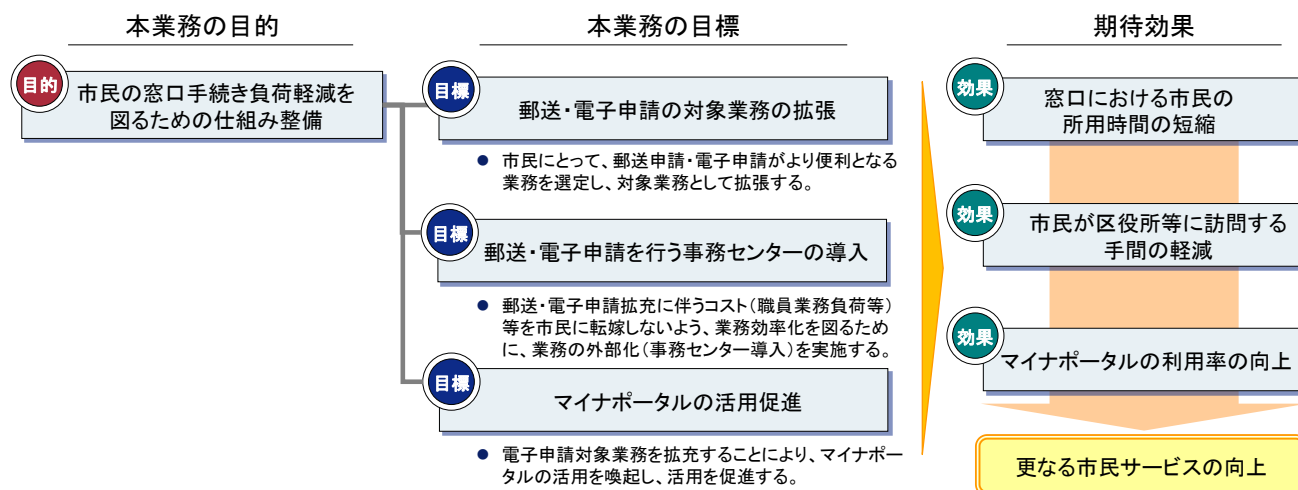 本業務の目的
目的
市民の窓口手続き負荷軽減を
図るための仕組み整備
本業務の目標
目標
郵送・電子申請の対象業務の拡張
● 市民にとって、郵送申請・電子申請がより便利となる
業務を選定し、対象業務として拡張する。
目標
郵送・電子申請を行う事務センターの導入
● 郵送・電子申請拡充に伴うコスト(職員業務負荷等)
等を市民に転嫁しないよう、業務効率化を図るため
に、業務の外部化(事務センター導入)を実施する。
目標
マイナポータルの活用促進
● 電子申請対象業務を拡充することにより、マイナポー
タルの活用を喚起し、活用を促進する。
期待効果
効果
窓口における市民の
所用時間の短縮
効果
市民が区役所等に訪問する
手間の軽減
効果
マイナポータルの利用率の向上
更なる市民サービスの向上